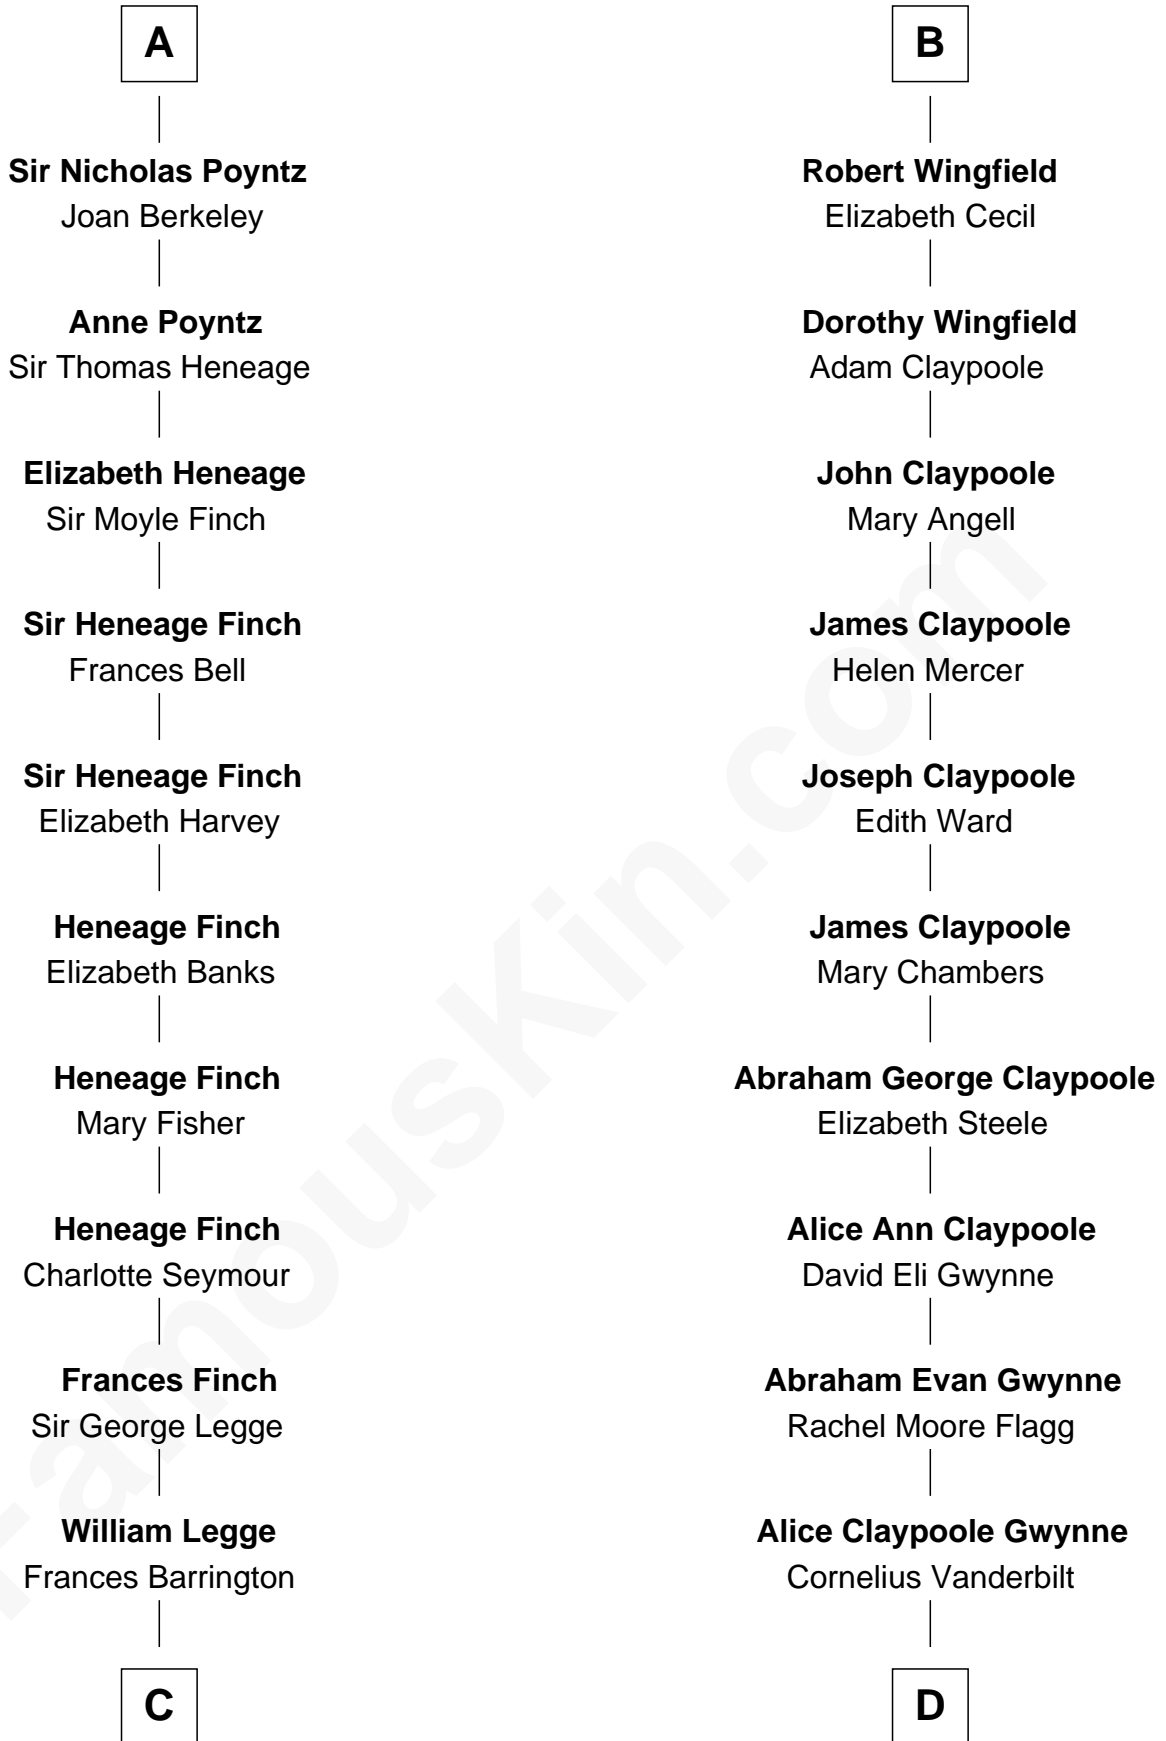 A
Sir Nicholas Poyntz
Joan Berkeley
Anne Poyntz
Sir Thomas Heneage
Elizabeth Heneage
Sir Moyle Finch
Sir Heneage Finch
Frances Bell
Sir Heneage Finch
Elizabeth Harvey
Heneage Finch
Elizabeth Banks
Heneage Finch
Mary Fisher
Heneage Finch
Charlotte Seymour
Frances Finch
Sir George Legge
William Legge
Frances Barrington
C
B
Robert Wingfield
Elizabeth Cecil
Dorothy Wingfield
Adam Claypoole
John Claypoole
Mary Angell
James Claypoole
Helen Mercer
Joseph Claypoole
Edith Ward
James Claypoole
Mary Chambers
Abraham George Claypoole
Elizabeth Steele
Alice Ann Claypoole
David Eli Gwynne
Abraham Evan Gwynne
Rachel Moore Flagg
Alice Claypoole Gwynne
Cornelius Vanderbilt
D
FamousKin.com